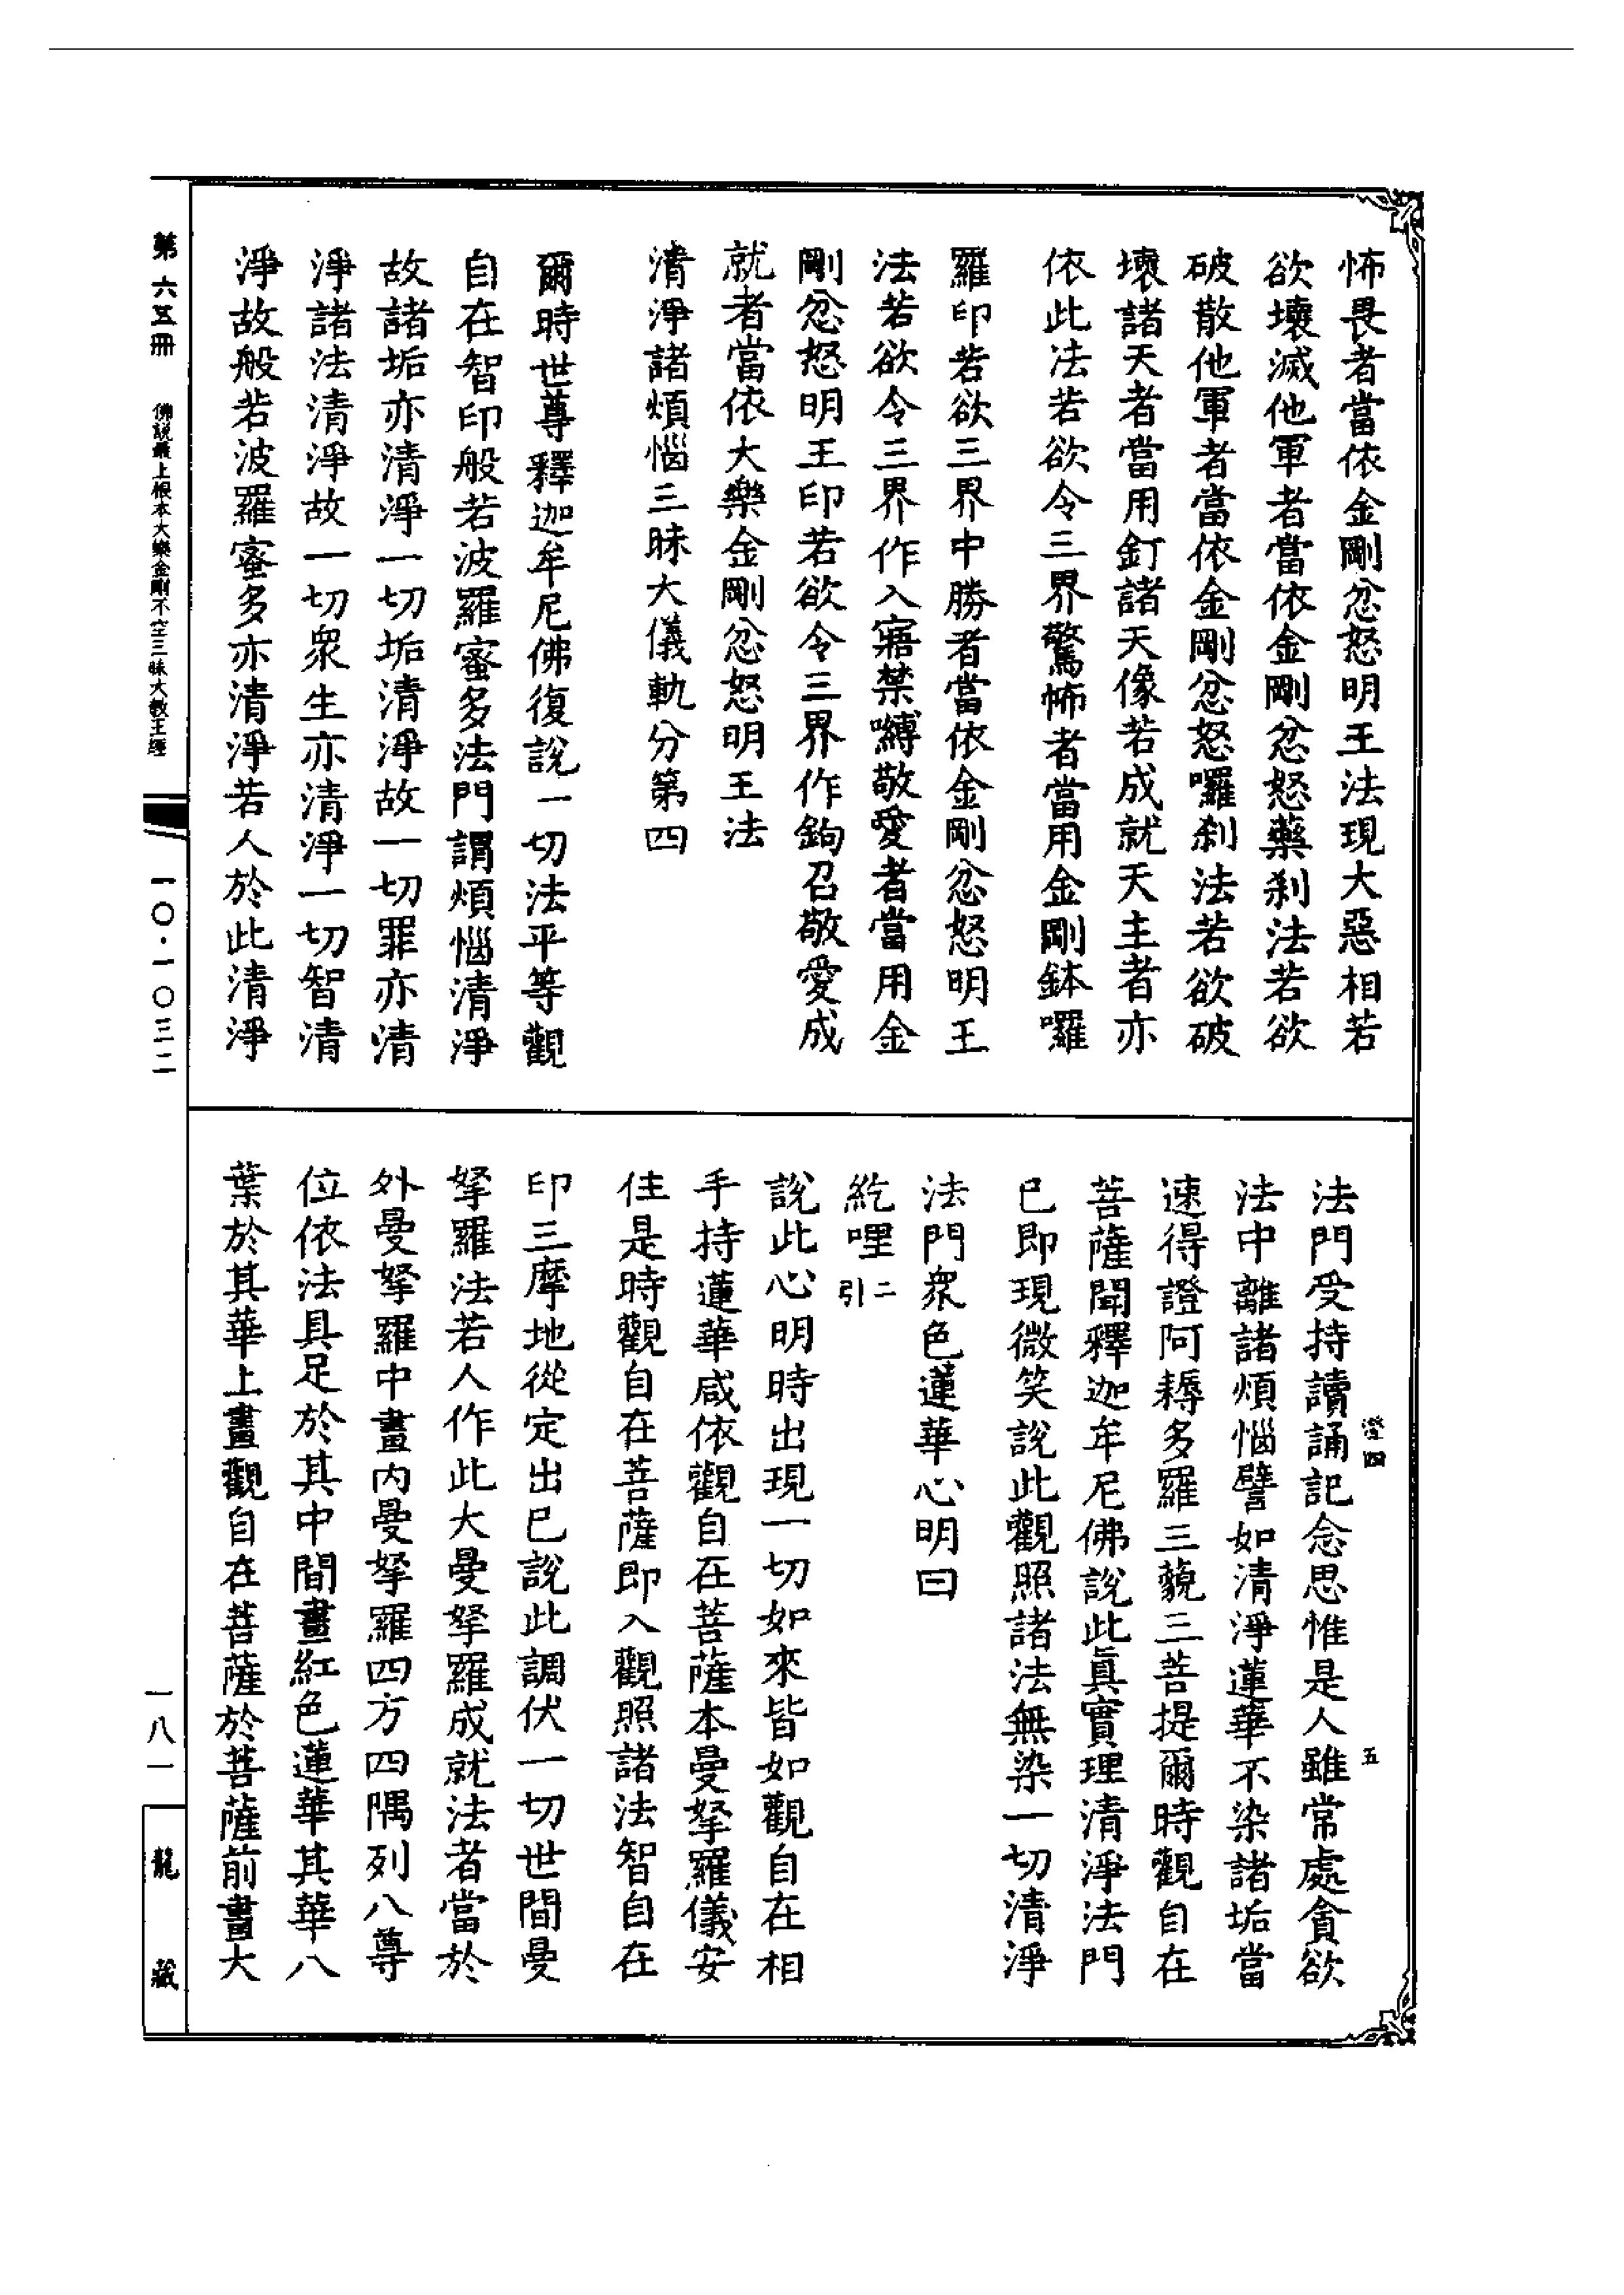 怖畏者當依金剛忿怒明王法現大惡相若
欲壞滅他軍者當依金剛忿怒藥刹法若欲
破散他軍者當依金剛忿怒囉刹法若欲破
壞諸天者當用釘諸天像若成就天主者亦
依此法若欲令三界驚怖者當用金剛鉢囉
羅印若欲三界中勝者當依金剛忿怒明王
法若欲令三界作入寤禁嚩敬愛者當用金
剛忿怒明王印若欲令三界作鉤召敬愛成
就者當依大樂金剛忿怒明王法
清淨諸煩惱三昧大儀軌分第四
爾時世尊釋迦牟尼佛復說一切法平等觀
自在智印般若波羅蜜多法門謂煩惱清淨
故諸垢亦清淨一切垢清淨故一切罪亦清
淨諸法清淨故一切衆生亦清淨一切智清
淨故般若波羅蜜多亦清淨若人於此清淨
法門受持讀誦記念思惟是人雖常處貪欲
法中離諸煩惱譬如清淨蓮華不染諸垢當
速得證阿耨多羅三藐三菩提爾時觀自在
菩薩聞釋迦牟尼佛說此眞實理清淨法門
已即現微笑說此觀照諸法無染一切清淨
法門衆色蓮華心明曰
紇哩二引
說此心明時出現一切如來皆如觀自在相
手持蓮華咸依觀自在菩薩本曼拏羅儀安
住是時觀自在菩薩即入觀照諸法智自在
印三摩地從定出已說此調伏一切世間曼
拏羅法若人作此大曼拏羅成就法者當於
外曼拏羅中畫內曼拏羅四方四隅列八尊
位依法具足於其中間畫紅色蓮華其華八
葉於其華上畫觀自在菩薩於菩薩前畫大
四
五
第六五冊
佛說最上根本大樂金剛不空三昧大教王經
一〇·一〇三二
一八一
龍藏